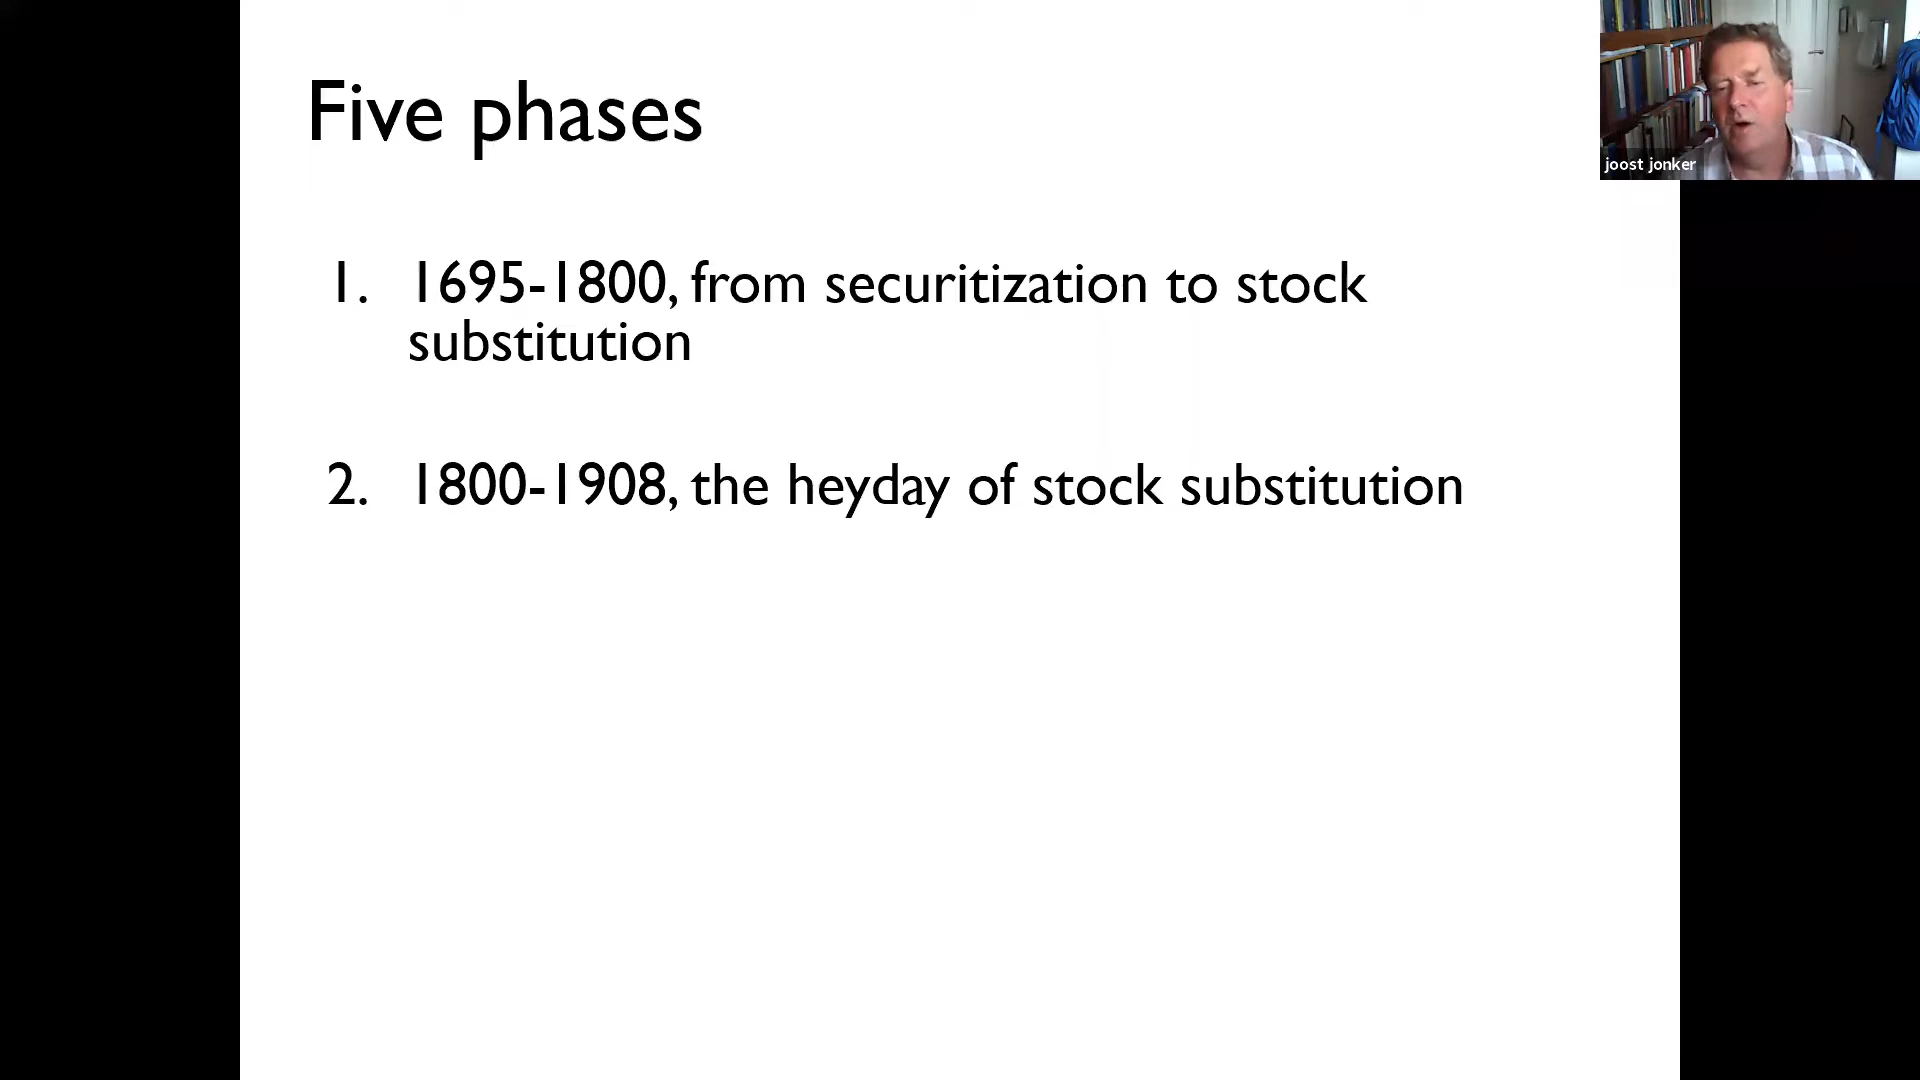 Five phases
joost jonker
1. 1695-1800, from securitization to stock
substitution
2. 1800-1908, the heyday of stock substitution